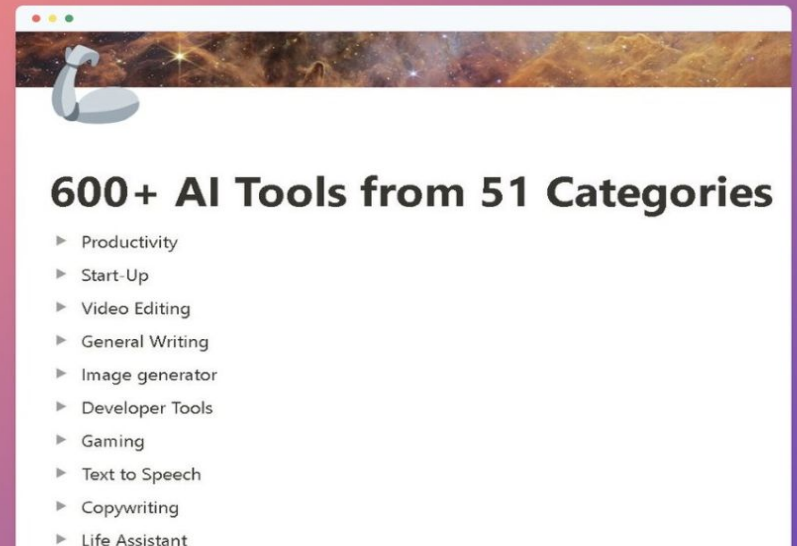 600+ AI Tools from 51 Categories
Productivity
Start-Up
Video Editing
General Writing
Image generator
Developer Tools
Gaming
Text to Speech
Copywriting
Life Assistant